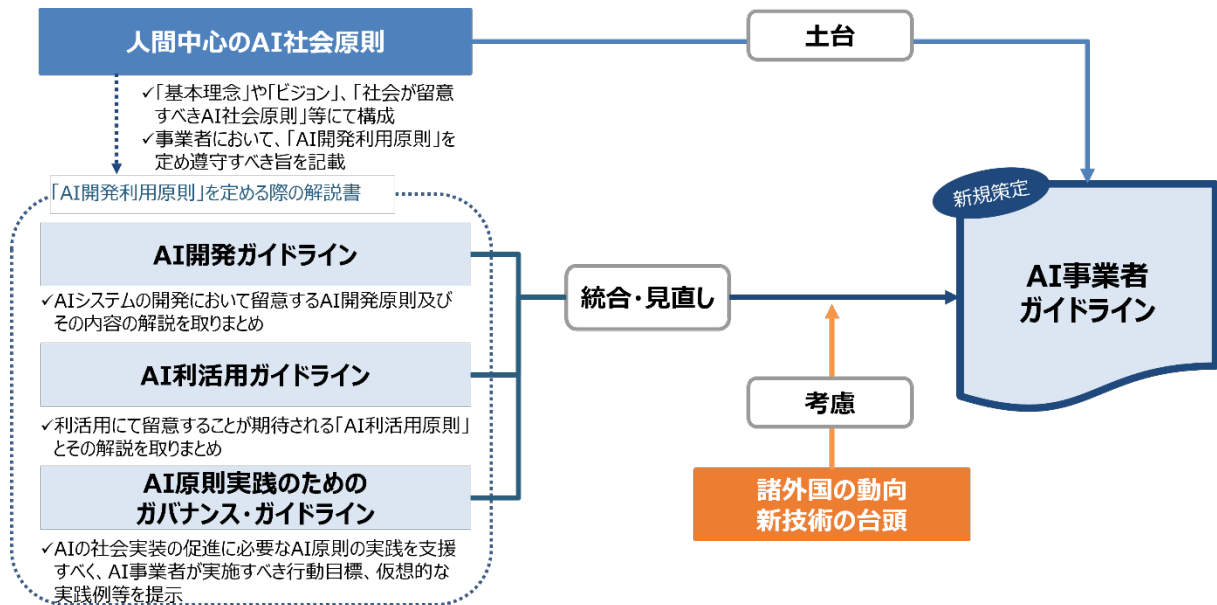 人間中心のAI社会原則
土台
✓「基本理念」や「ビジョン」、「社会が留意
すべきAI社会原則」等にて構成
✓事業者において、「AI開発利用原則」を
定め遵守すべき旨を記載
「AI開発利用原則」を定める際の解説書
新規策定
AI開発ガイドライン
✓AIシステムの開発において留意するAI開発原則及び
その内容の解説を取りまとめ
統合・見直し
AI事業者
ガイドライン
AI利活用ガイドライン
✓利活用にて留意することが期待される「AI利活用原則」
とその解説を取りまとめ
考慮
AI原則実践のための
ガバナンス・ガイドライン
諸外国の動向
新技術の台頭
✓AIの社会実装の促進に必要なAI原則の実践を支援
すべく、AI事業者が実施すべき行動目標、仮想的な
実践例等を提示